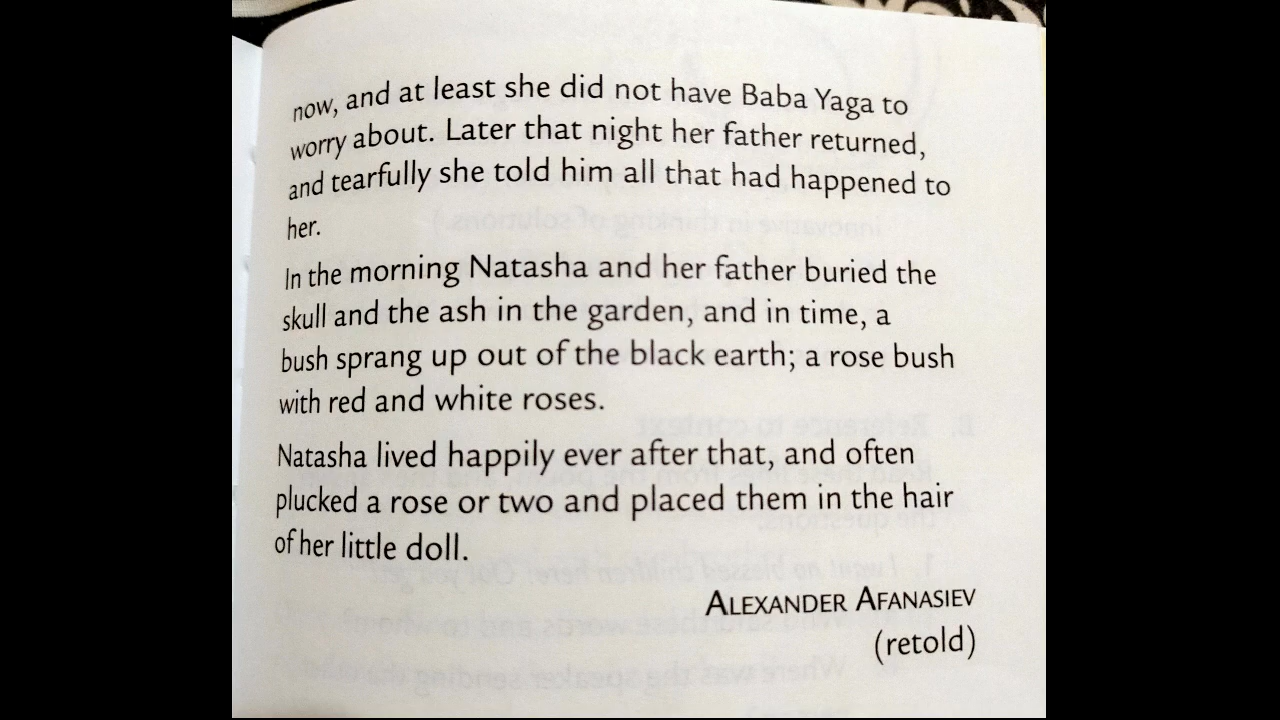 now, and at least she did not have Baba Yaga to
worry about. Later that night her father returned,
and tearfully she told him all that had happened to
her.
In the morning Natasha and her father buried the
skull and the ash in the garden, and in time, a
bush sprang up out of the black earth; a rose bush
with red and white roses.
Natasha lived happily ever after that, and often
plucked a rose or two and placed them in the hair
of her little doll.
ALEXANDER AFANASIEV
(retold)